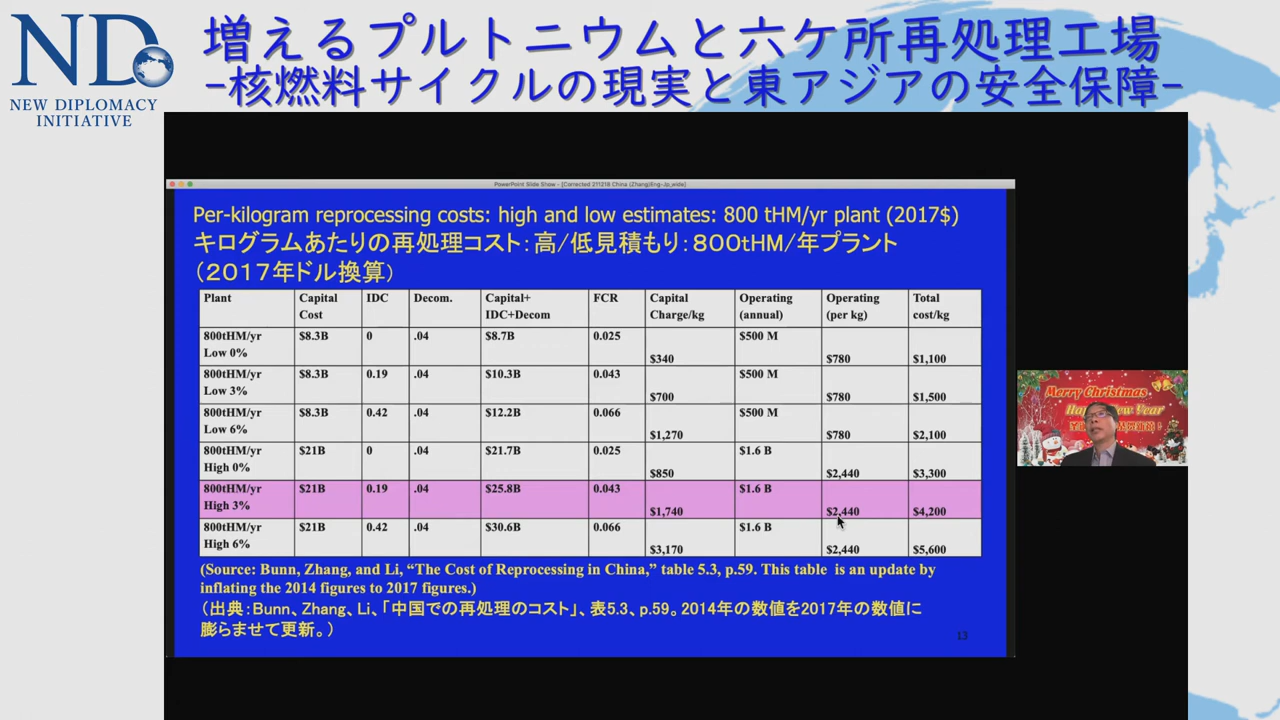 増えるプルトニウムと六ケ所再処理工場
-核燃料サイクルの現実と東アジアの安全保障-
ND
NEW DIPLOMACY
INITIATIVE
PowerPoint Slide Show - [Corrected 211218 China (Zhang)Eng-Jp_wide]
Per-kilogram reprocessing costs: high and low estimates: 800 tHM/yr plant (2017$)
キログラムあたりの再処理コスト：高/低見積もり：800tHM/年プラント
（2017年ドル換算）
Plant Capital Cost IDC Decom. Capital+ IDC+Decom FCR Capital Charge/kg Operating (annual) Operating (per kg) Total cost/kg
800tHM/yr Low 0% $8.3B 0 .04 $8.7B 0.025 $340 $500 M $780 $1,100
800tHM/yr Low 3% $8.3B 0.19 .04 $10.3B 0.043 $700 $500 M $780 $1,500
800tHM/yr Low 6% $8.3B 0.42 .04 $12.2B 0.066 $1,270 $500 M $780 $2,100
800tHM/yr High 0% $21B 0 .04 $21.7B 0.025 $850 $1.6 B $2,440 $3,300
800tHM/yr High 3% $21B 0.19 .04 $25.8B 0.043 $1,740 $1.6 B $2,440 $4,200
800tHM/yr High 6% $21B 0.42 .04 $30.6B 0.066 $3,170 $1.6 B $2,440 $5,600
(Source: Bunn, Zhang, and Li, “The Cost of Reprocessing in China,” table 5.3, p.59. This table is an update by
inflating the 2014 figures to 2017 figures.)
（出典：Bunn、Zhang、Li、「中国での再処理のコスト」、表5.3、p.59。2014年の数値を2017年の数値に
膨らませて更新。）
13
Merry Christmas